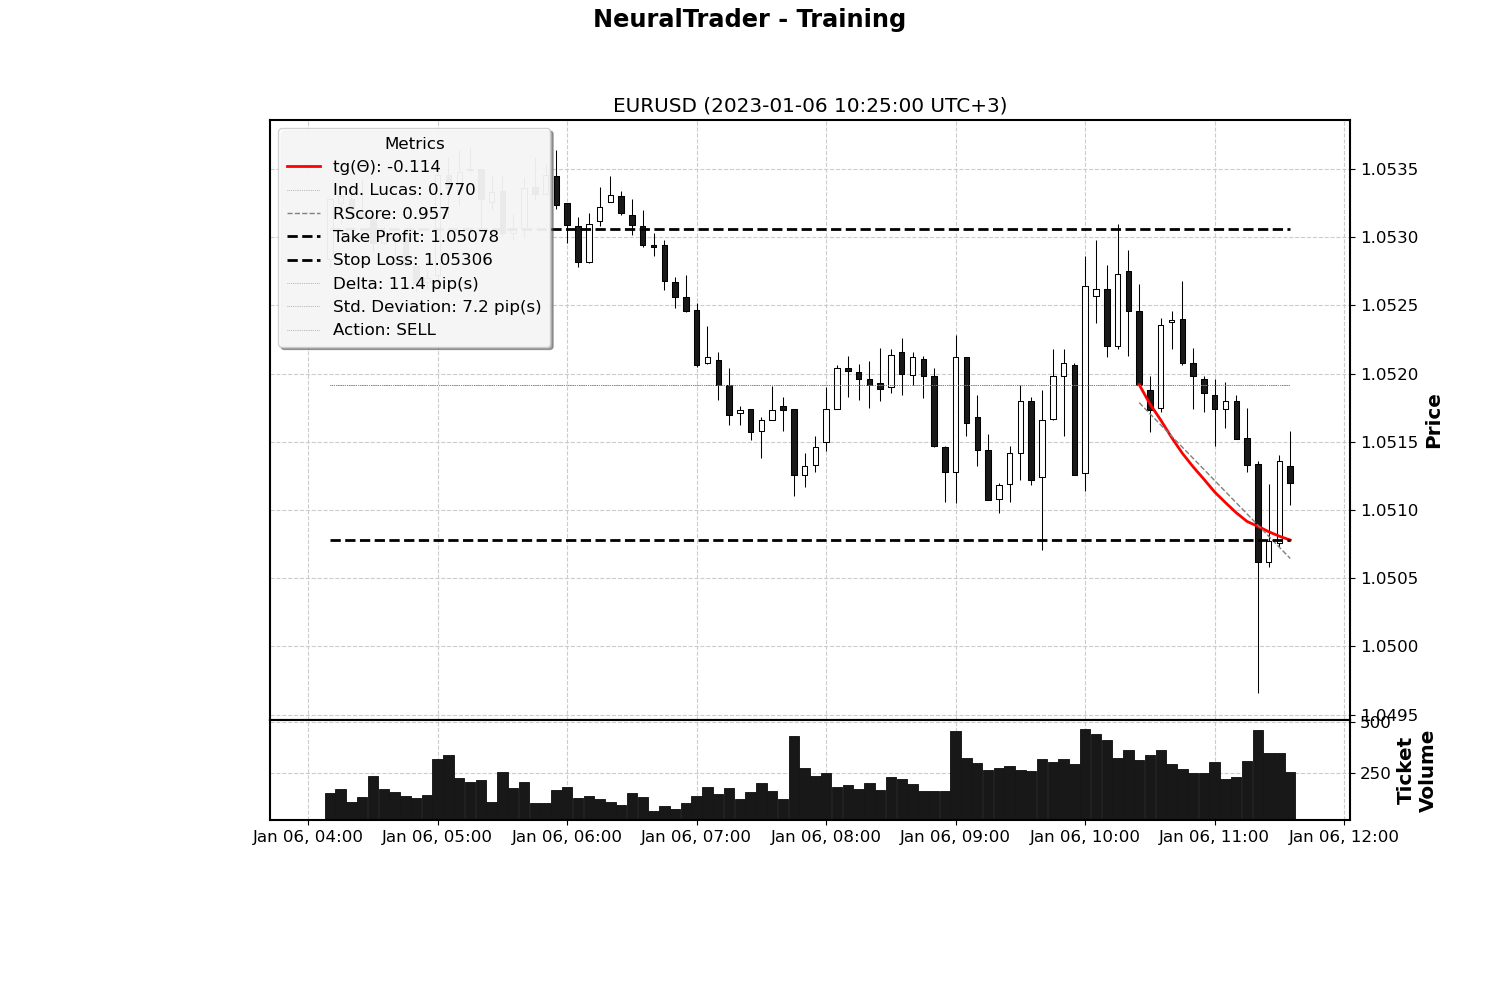 NeuralTrader - Training
EURUSD (2023-01-06 10:25:00 UTC+3)
Metrics
tg(Θ): -0.114
Ind. Lucas: 0.770
RScore: 0.957
Take Profit: 1.05078
Stop Loss: 1.05306
Delta: 11.4 pip(s)
Std. Deviation: 7.2 pip(s)
Action: SELL
1.0535
1.0530
1.0525
1.0520
1.0515
1.0510
1.0505
1.0500
1.0495
Price
500
250
Ticket
Volume
Jan 06, 04:00
Jan 06, 05:00
Jan 06, 06:00
Jan 06, 07:00
Jan 06, 08:00
Jan 06, 09:00
Jan 06, 10:00
Jan 06, 11:00
Jan 06, 12:00